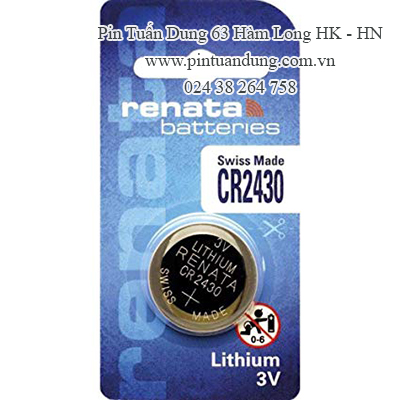 Pin Tuấn Dung 63 Hàm Long HK - HN
www.pintuandung.com.vn
024 38 264 758
renata
batteries
Swiss Made
CR2430
renata
3V
LITHIUM
RENATA
CR2430
+
SWISS MADE
0-6
Lithium
3V